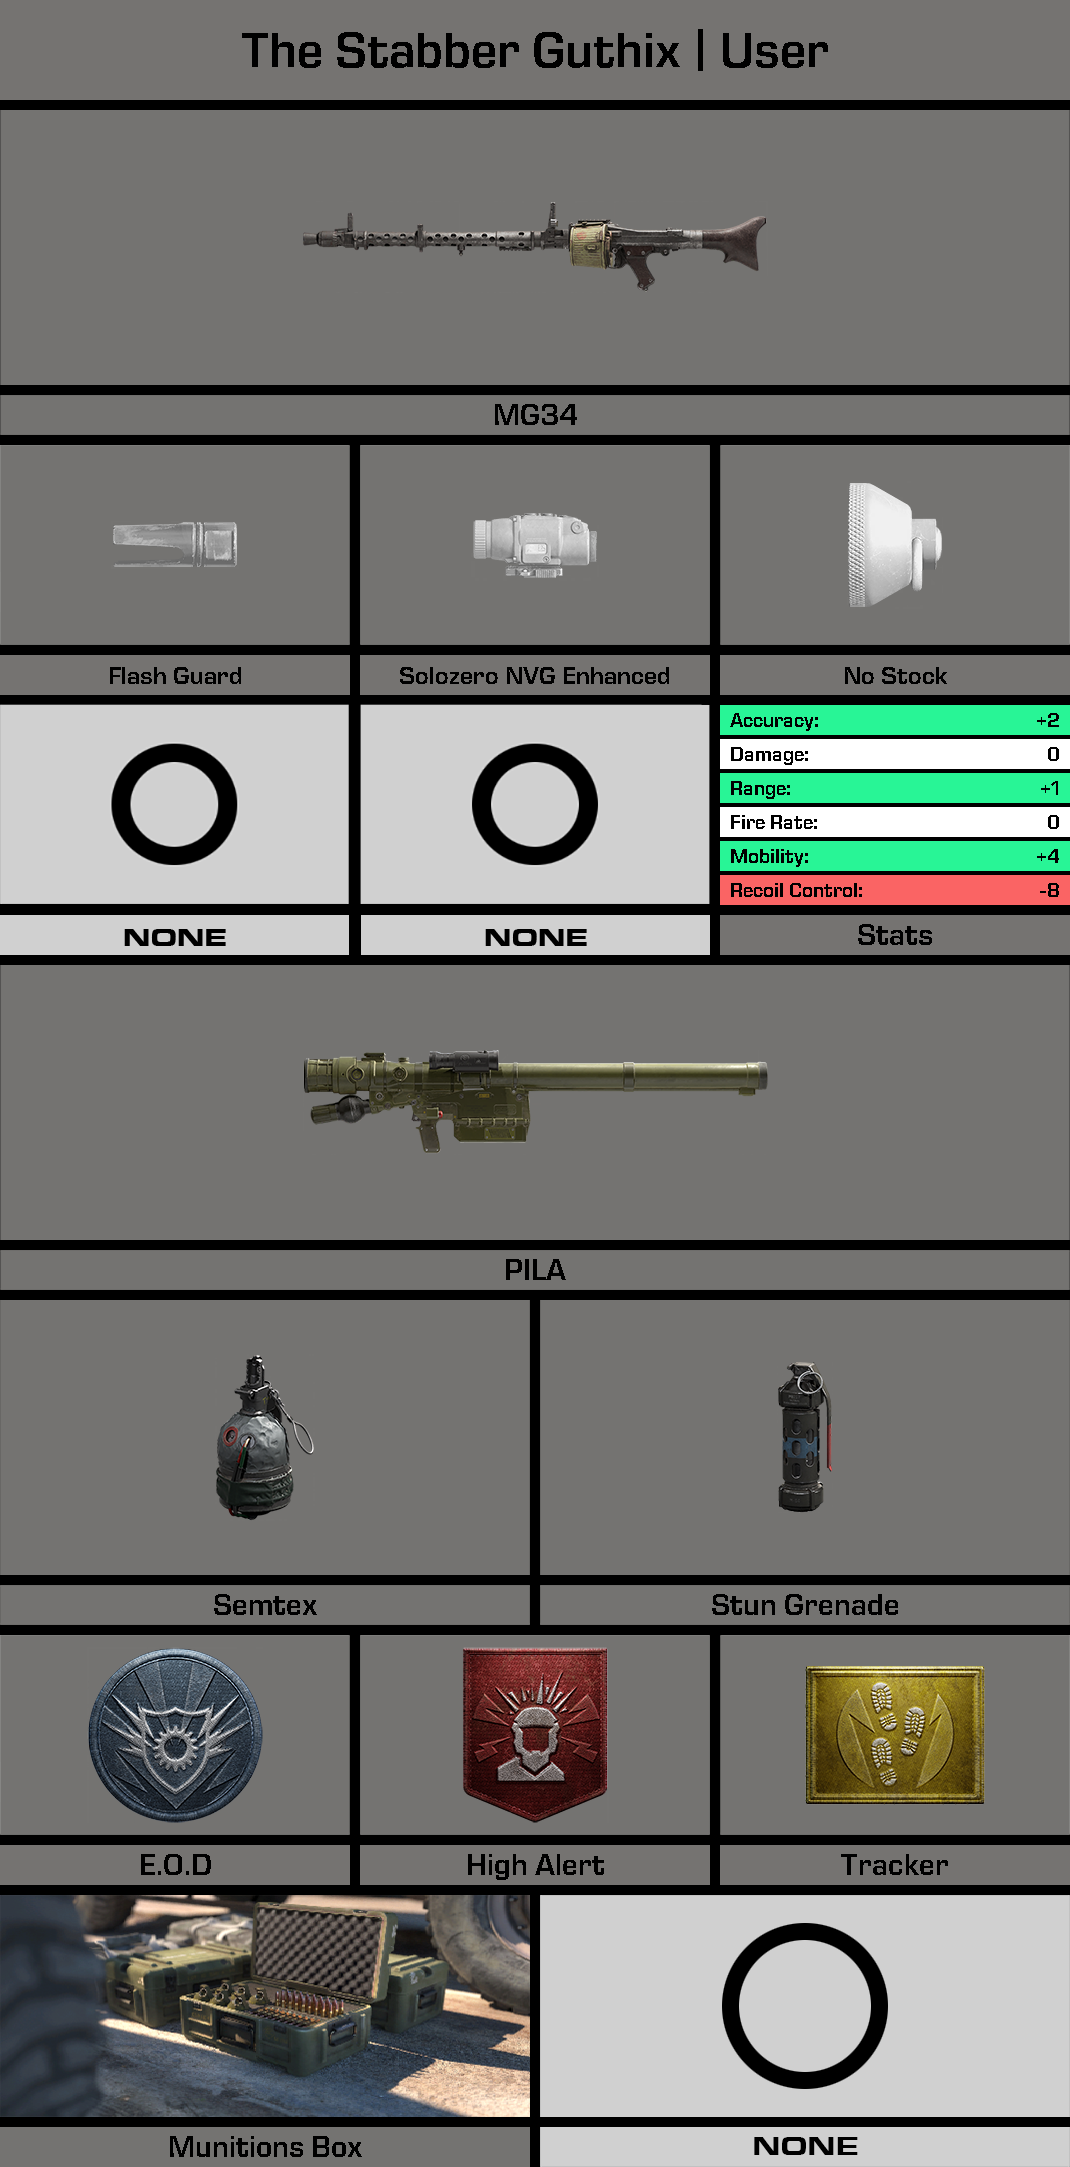 The Stabber Guthix | User
MG34
Flash Guard
Solozero NVG Enhanced
No Stock
Accuracy: +2
Damage: 0
Range: +1
Fire Rate: 0
Mobility: +4
Recoil Control: -8
NONE
NONE
Stats
PILA
Semtex
Stun Grenade
E.O.D
High Alert
Tracker
Munitions Box
NONE